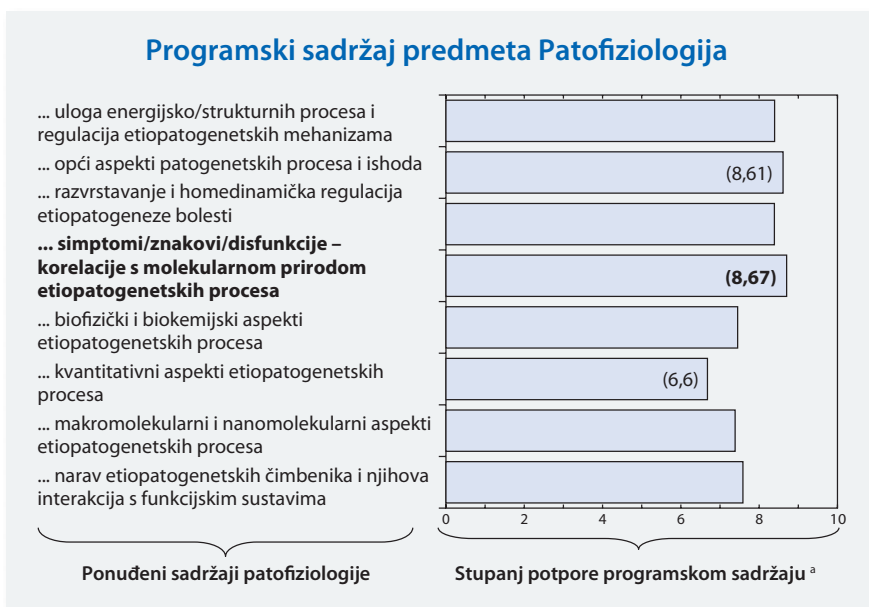 Programski sadržaj predmeta Patofiziologija
... uloga energijsko/strukturnih procesa i
regulacija etiopatogenetskih mehanizama
... opći aspekti patogenetskih procesa i ishoda
(8,61)
... razvrstavanje i homedinamička regulacija
etiopatogeneze bolesti
... simptomi/znakovi/disfunkcije –
korelacije s molekularnom prirodom
etiopatogenetskih procesa
(8,67)
... biofizički i biokemijski aspekti
etiopatogenetskih procesa
... kvantitativni aspekti etiopatogenetskih
procesa
(6,6)
... makromolekularni i nanomolekularni aspekti
etiopatogenetskih procesa
... narav etiopatogenetskih čimbenika i njihova
interakcija s funkcijskim sustavima
0 2 4 6 8 10
Ponuđeni sadržaji patofiziologije
Stupanj potpore programskom sadržaju ᵃ